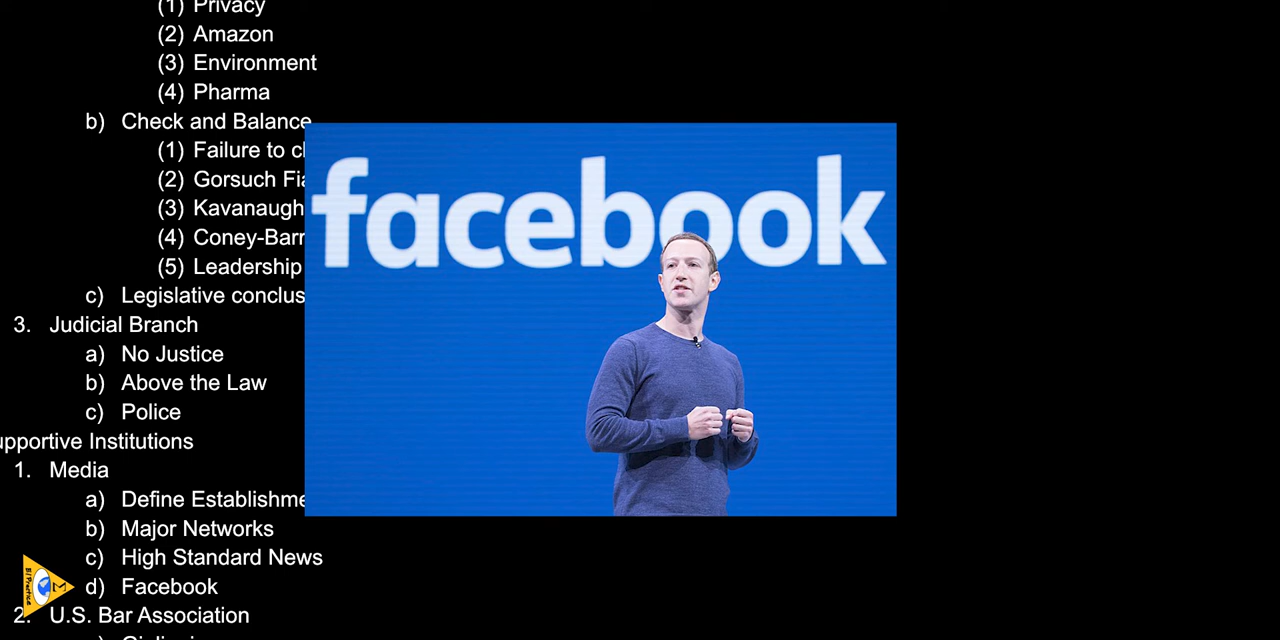 (1) Privacy
(2) Amazon
(3) Environment
(4) Pharma
b) Check and Balance
(1) Failure to
(2) Gorsuch
(3) Kavanaugh
(4) Coney-Barr
(5) Leadership
c) Legislative conclus
facebook
3. Judicial Branch
a) No Justice
b) Above the Law
c) Police
upportive Institutions
1. Media
a) Define Establishme
b) Major Networks
c) High Standard News
d) Facebook
2. U.S. Bar Association